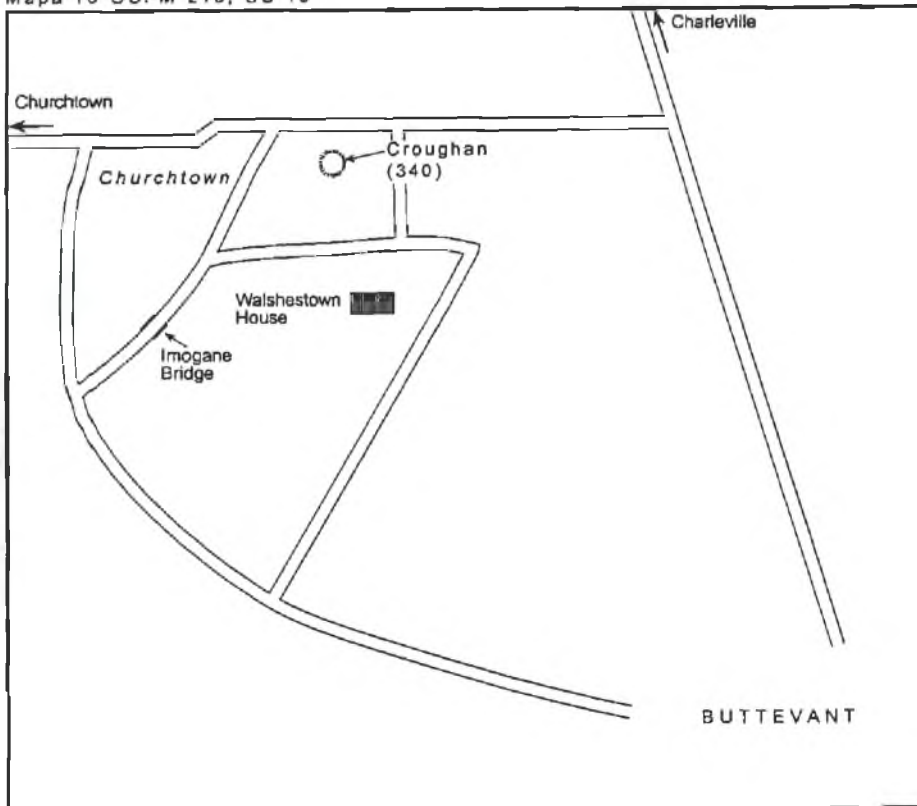 Charleville
Churchtown
Croughan
(340)
Churchtown
Walshestown
House
Imogane
Bridge
BUTTEVANT